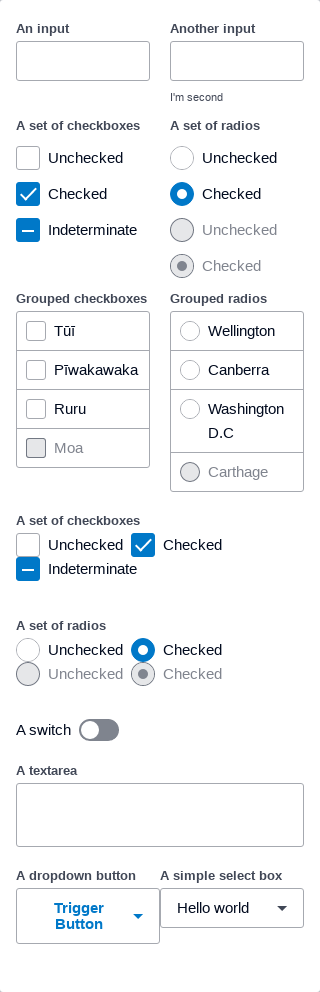 An input
Another input
I'm second
A set of checkboxes
A set of radios
Unchecked
Unchecked
Checked
Checked
Indeterminate
Unchecked
Checked
Grouped checkboxes
Grouped radios
Tūī
Wellington
Pīwakawaka
Canberra
Ruru
Washington
D.C
Moa
Carthage
A set of checkboxes
Unchecked Checked
Indeterminate
A set of radios
Unchecked Checked
Unchecked Checked
A switch
A textarea
A dropdown button
A simple select box
Trigger
Button
Hello world